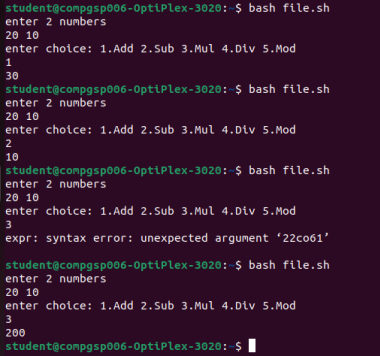 student@compgsp006-OptiPlex-3020:~$ bash file.sh
enter 2 numbers
20 10
enter choice: 1.Add 2.Sub 3.Mul 4.Div 5.Mod
1
30
student@compgsp006-OptiPlex-3020:~$ bash file.sh
enter 2 numbers
20 10
enter choice: 1.Add 2.Sub 3.Mul 4.Div 5.Mod
2
10
student@compgsp006-OptiPlex-3020:~$ bash file.sh
enter 2 numbers
20 10
enter choice: 1.Add 2.Sub 3.Mul 4.Div 5.Mod
3
expr: syntax error: unexpected argument ‘22co61’
student@compgsp006-OptiPlex-3020:~$ bash file.sh
enter 2 numbers
20 10
enter choice: 1.Add 2.Sub 3.Mul 4.Div 5.Mod
3
200
student@compgsp006-OptiPlex-3020:~$